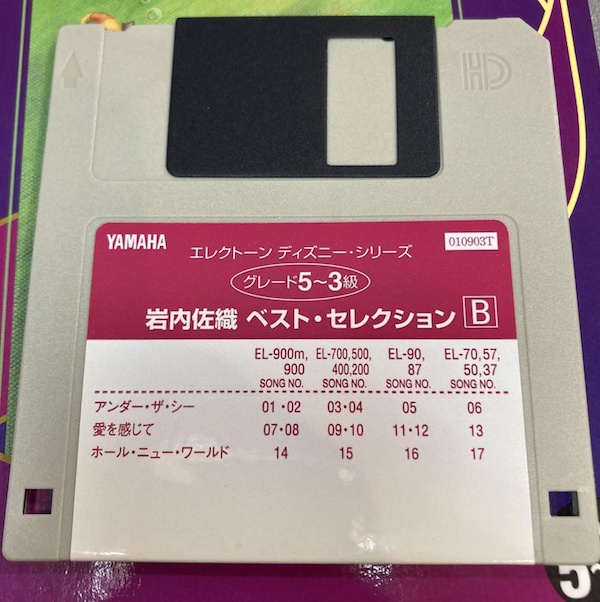 HD
YAMAHA
エレクトーン ディズニー・シリーズ
010903T
グレード5〜3級
岩内佐織 ベスト・セレクション B
EL-900m, EL-700,500, EL-90, EL-70,57,
900 400,200 87 50,37
SONG NO. SONG NO. SONG NO. SONG NO.
アンダー・ザ・シー 01・02 03・04 05 06
愛を感じて 07・08 09・10 11・12 13
ホール・ニュー・ワールド 14 15 16 17